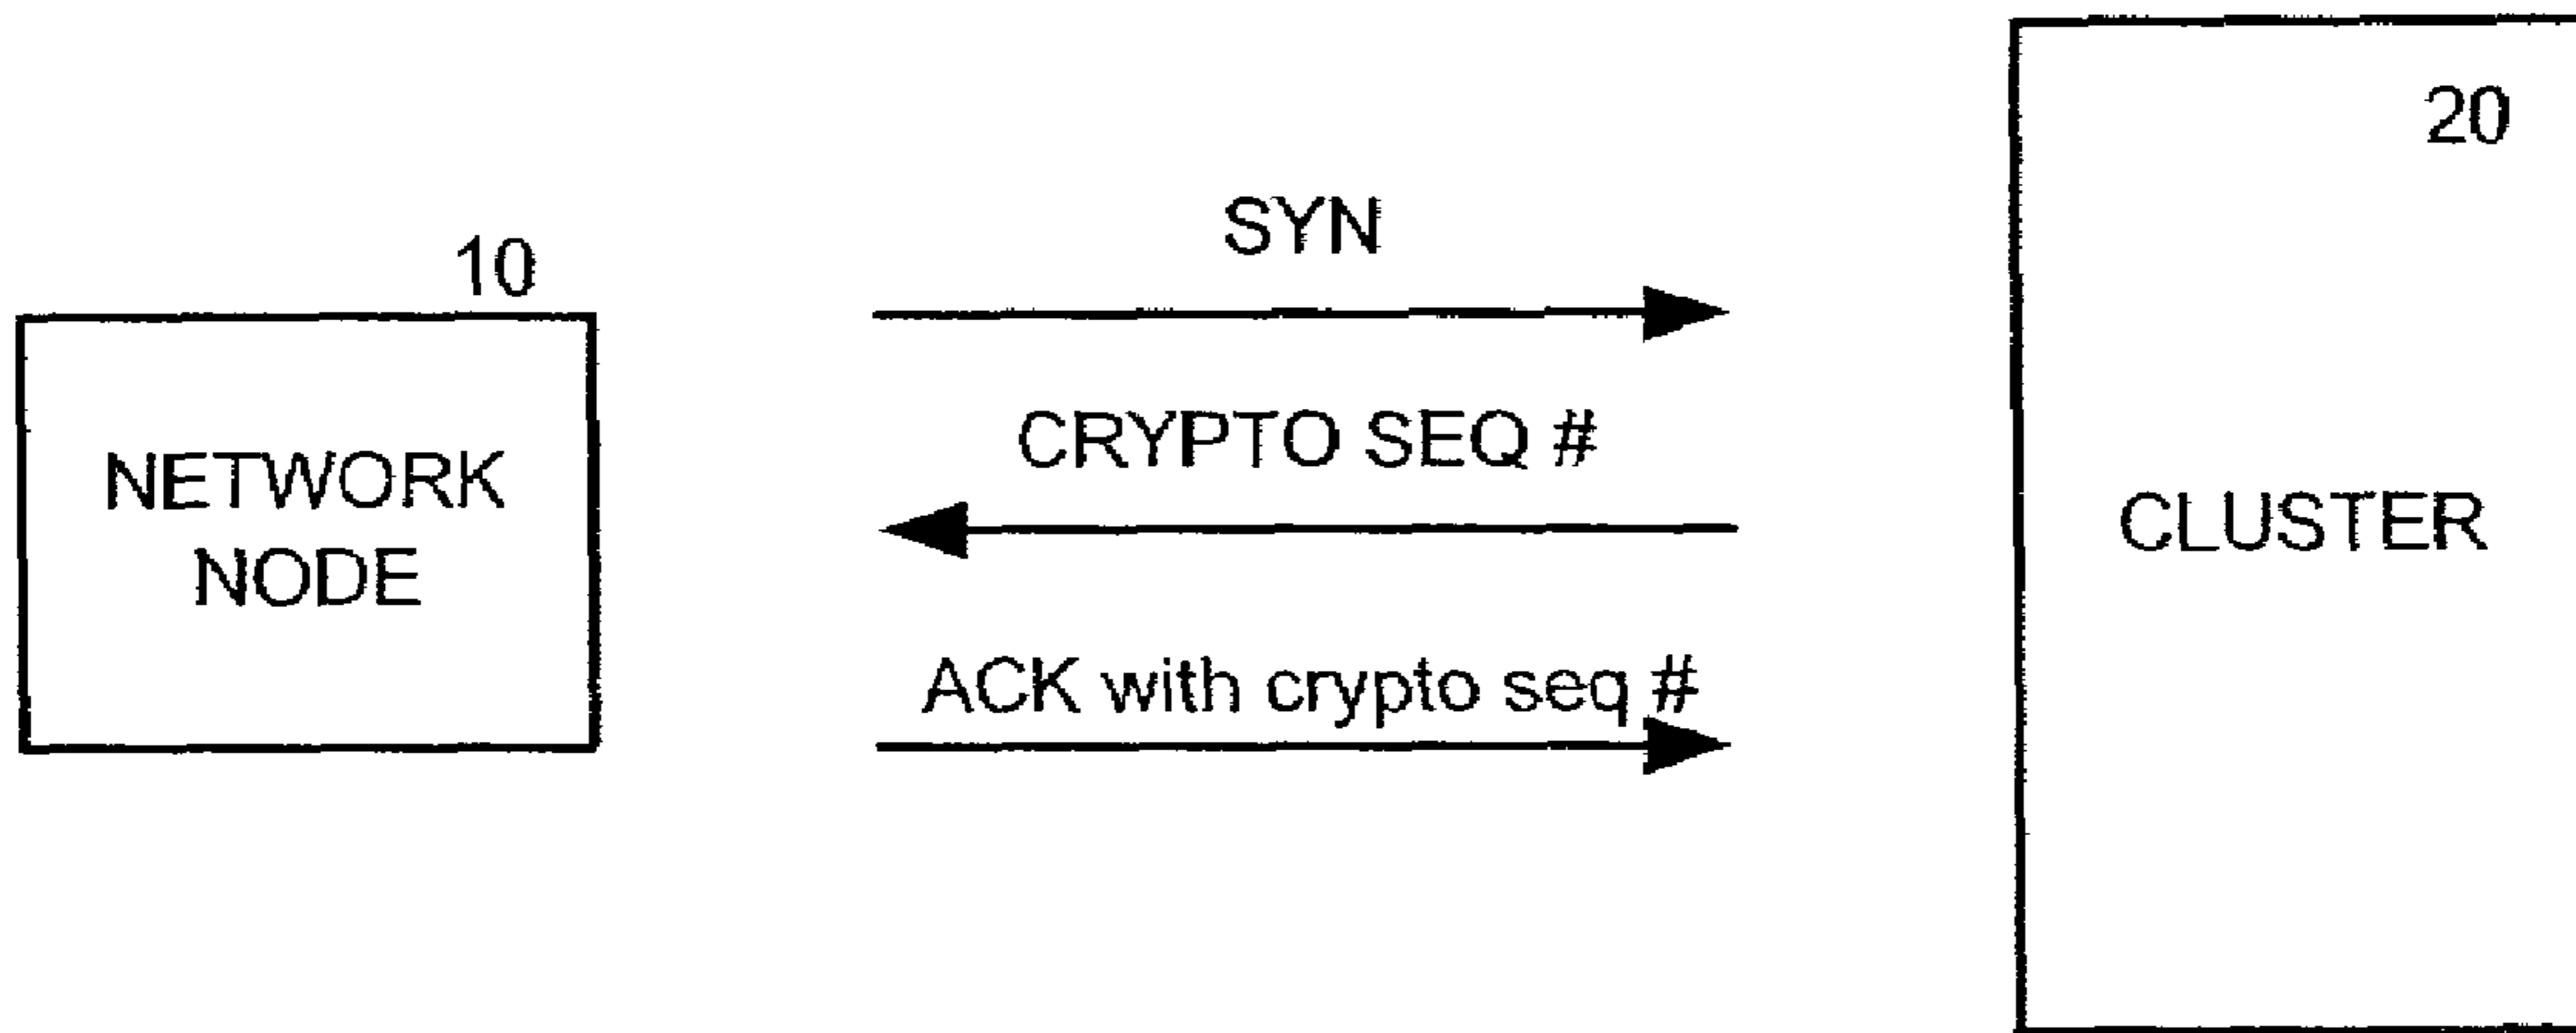 10
NETWORK
NODE
SYN
CRYPTO SEQ #
ACK with crypto seq #
20
CLUSTER